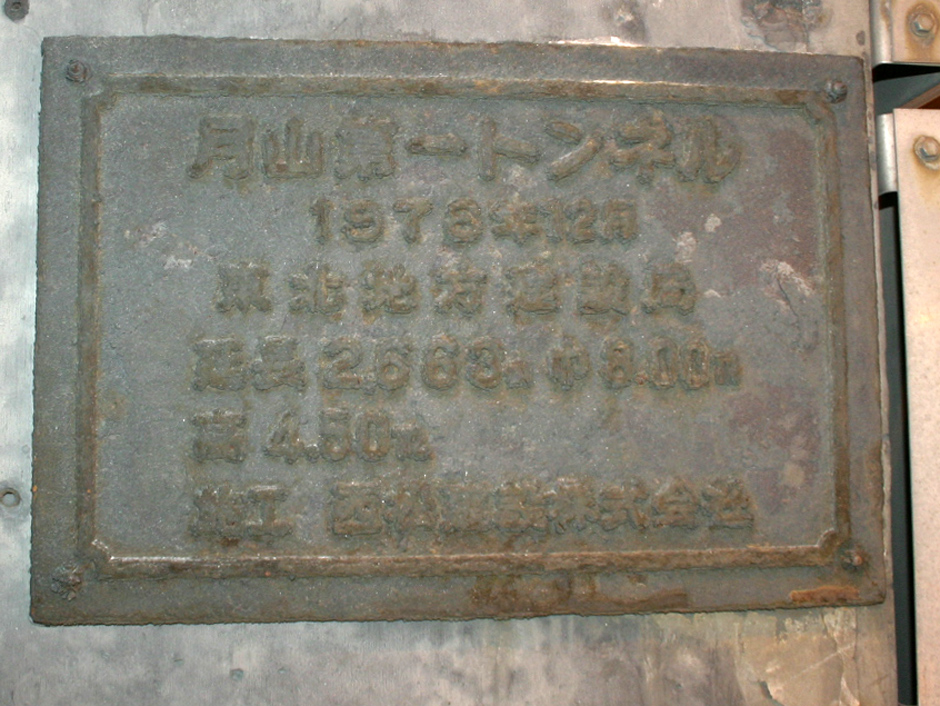 月山第一トンネル
1976年12月
東北地方建設局
延長2,663m 巾8.00m
高4.50m
施工 西松建設株式会社